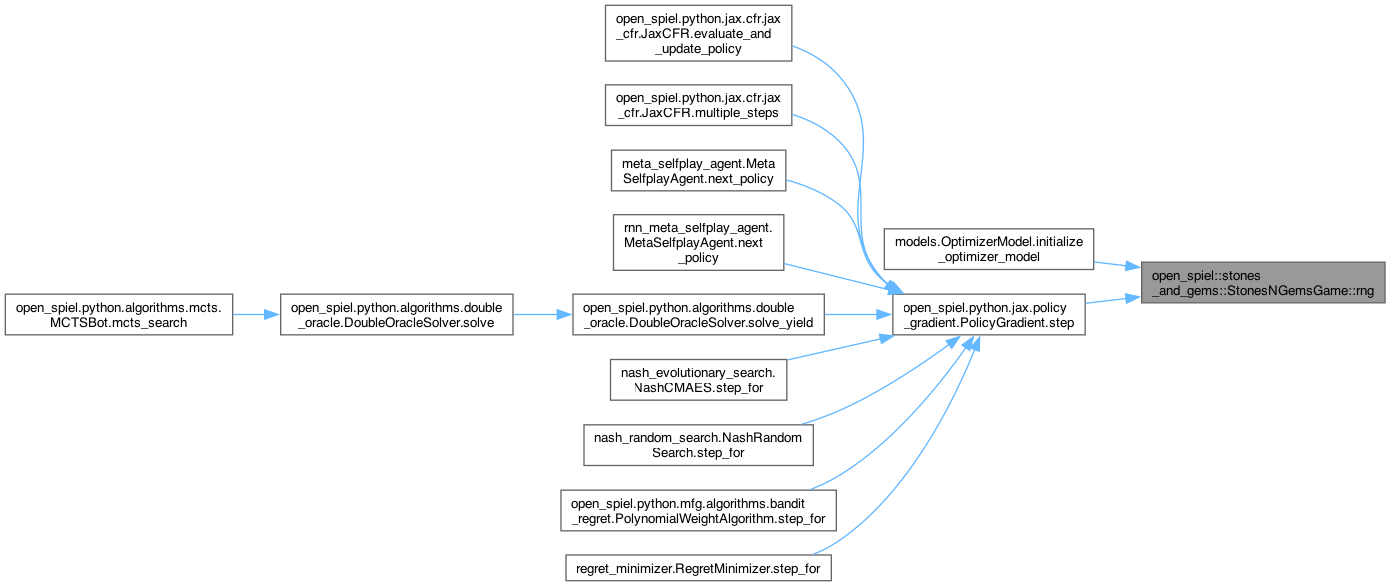 open_spiel.python.jax.cfr.jax
_cfr.JaxCFR.evaluate_and
_update_policy
open_spiel.python.jax.cfr.jax
_cfr.JaxCFR.multiple_steps
meta_selfplay_agent.Meta
SelfplayAgent.next_policy
rnn_meta_selfplay_agent.
MetaSelfplayAgent.next
_policy
models.OptimizerModel.initialize
_optimizer_model
open_spiel::stones
_and_gems::StonesNGemsGame::rng
open_spiel.python.algorithms.mcts.
MCTSBot.mcts_search
open_spiel.python.algorithms.double
_oracle.DoubleOracleSolver.solve
open_spiel.python.algorithms.double
_oracle.DoubleOracleSolver.solve_yield
open_spiel.python.jax.policy
_gradient.PolicyGradient.step
nash_evolutionary_search.
NashCMAES.step_for
nash_random_search.NashRandom
Search.step_for
open_spiel.python.mfg.algorithms.bandit
_regret.PolynomialWeightAlgorithm.step_for
regret_minimizer.RegretMinimizer.step_for